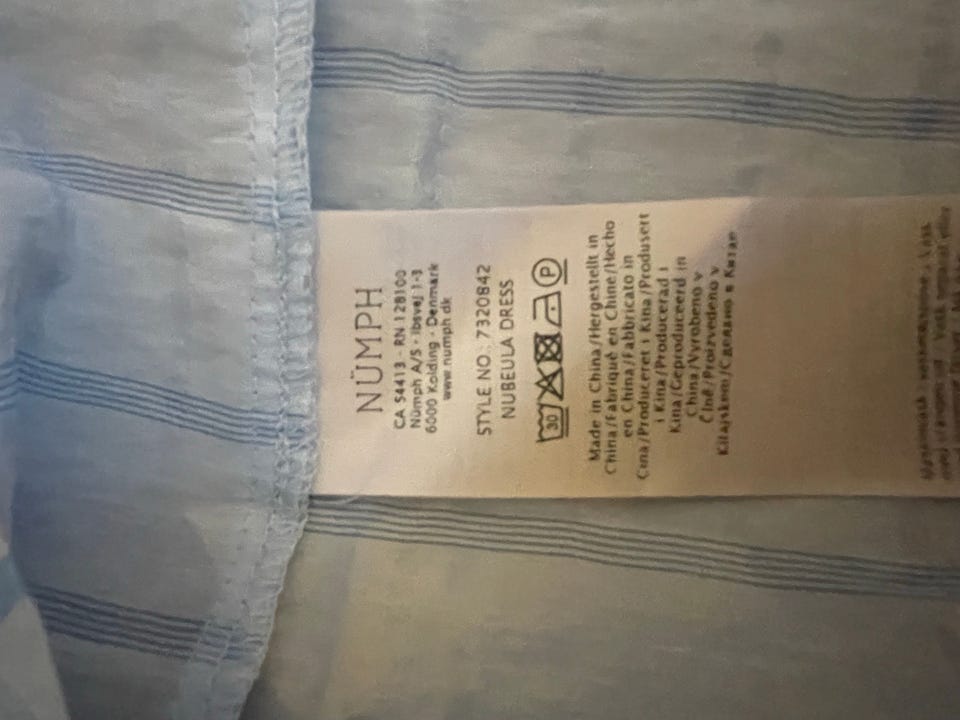 NÜMPH
CA 54413 - RN 128100
Nümph A/S · Ibsvej 1-3
6000 Kolding · Denmark
www.numph.dk
STYLE NO.: 7320842
NUBEULA DRESS
30 P
Made in China/Hergestellt in
China/Fabriqué en Chine/Hecho
en China/Fabbricato in
Cina/Produceret i Kina/Produsert
i Kina/Producerad i
Kina/Geproduceerd in
China/Vyrobeno v
Číně/Proizvedeno v
Kitajskem/Сделано в Китае